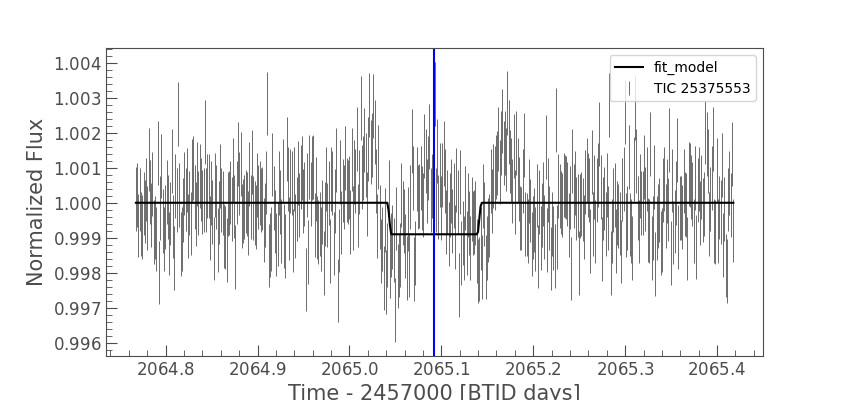 1.004
1.003
1.002
1.001
1.000
0.999
0.998
0.997
0.996
Normalized Flux
fit_model
TIC 25375553
2064.8 2064.9 2065.0 2065.1 2065.2 2065.3 2065.4
Time - 2457000 [BTJD days]